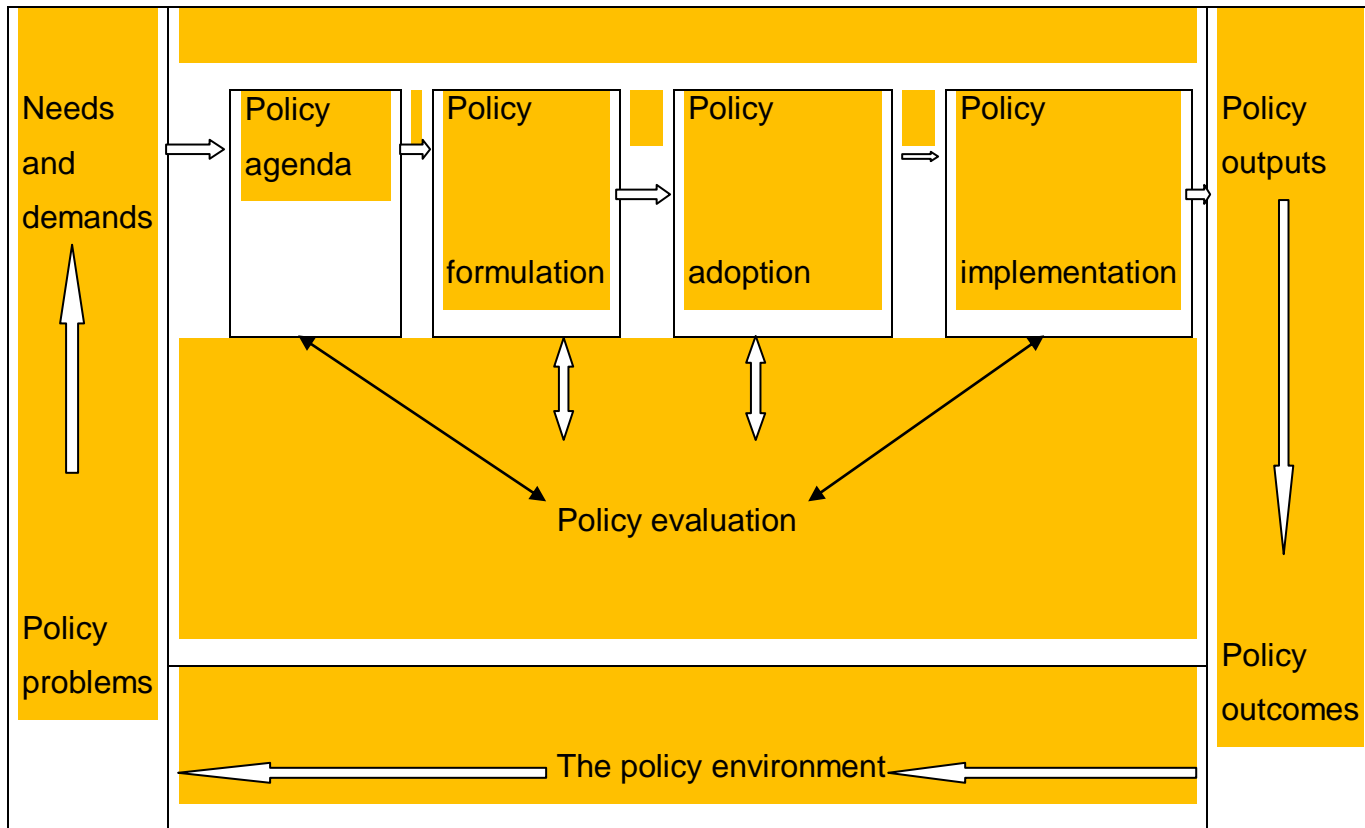 Needs
and
demands
Policy
problems
Policy
agenda
Policy
formulation
Policy
adoption
Policy
implementation
Policy evaluation
The policy environment
Policy
outputs
Policy
outcomes